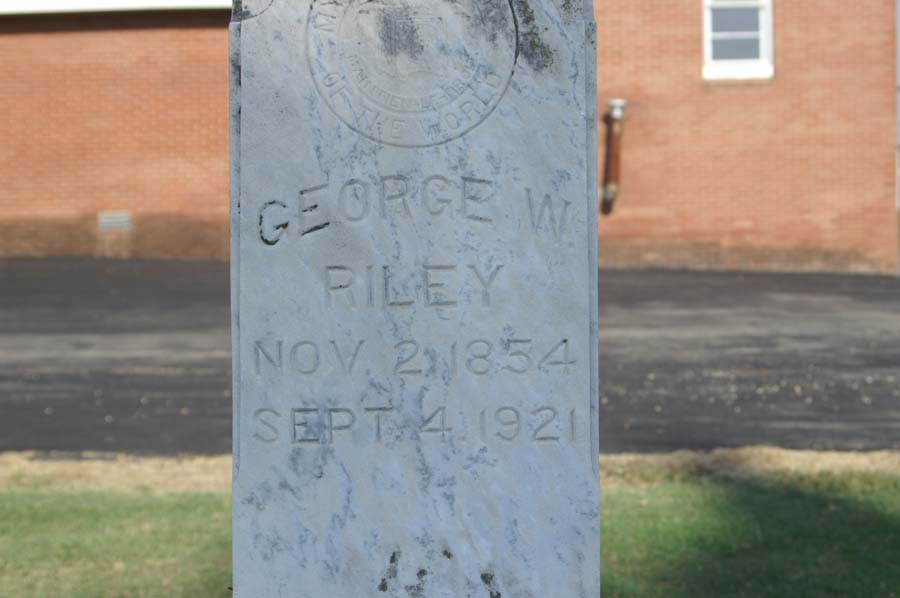 OF THE WORLD
GEORGE W.
RILEY
NOV. 2, 1854
SEPT. 4, 1921